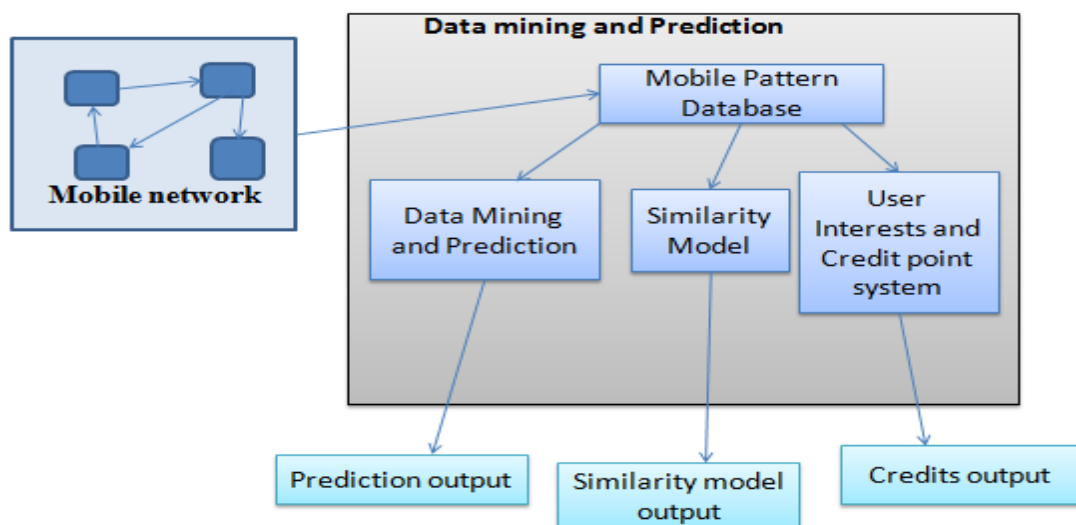 Data mining and Prediction
Mobile Pattern
Database
Mobile network
Data Mining
and Prediction
Similarity
Model
User
Interests and
Credit point
system
Prediction output
Similarity model
output
Credits output